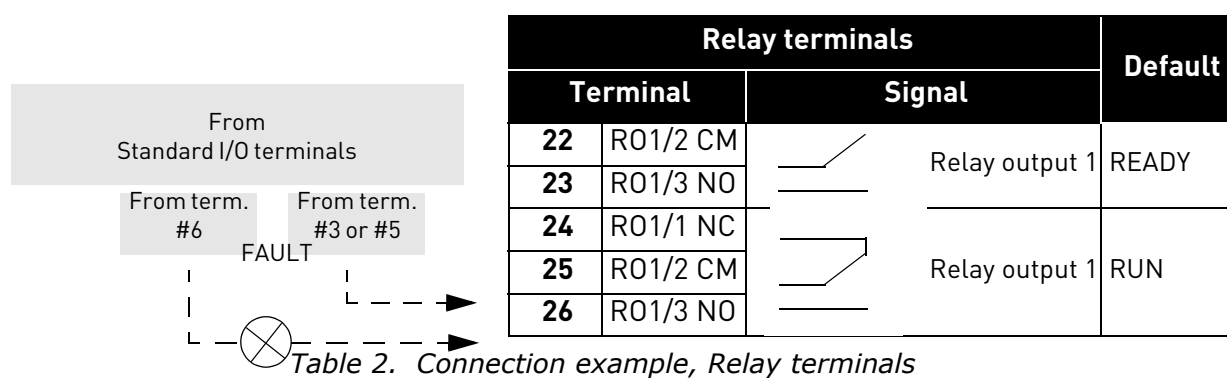 Relay terminals
Default
Terminal
Signal
From
Standard I/O terminals
22 RO1/2 CM
Relay output 1 READY
23 RO1/3 NO
From term.
#6
From term.
#3 or #5
FAULT
24 RO1/1 NC
25 RO1/2 CM
Relay output 1 RUN
26 RO1/3 NO
Table 2. Connection example, Relay terminals